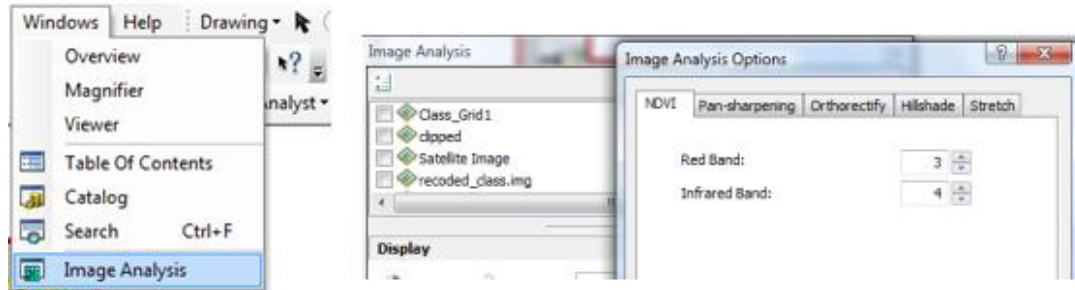 Windows Help Drawing
Overview
Magnifier
Viewer
nalyst
Table Of Contents
Catalog
Search Ctrl+F
Image Analysis
Image Analysis
Class_Grid1
clipped
Satellite Image
recoded_class.img
Display
Image Analysis Options
NDVI Pan-sharpening Orthorectify Hillshade Stretch
Red Band: 3
Infrared Band: 4